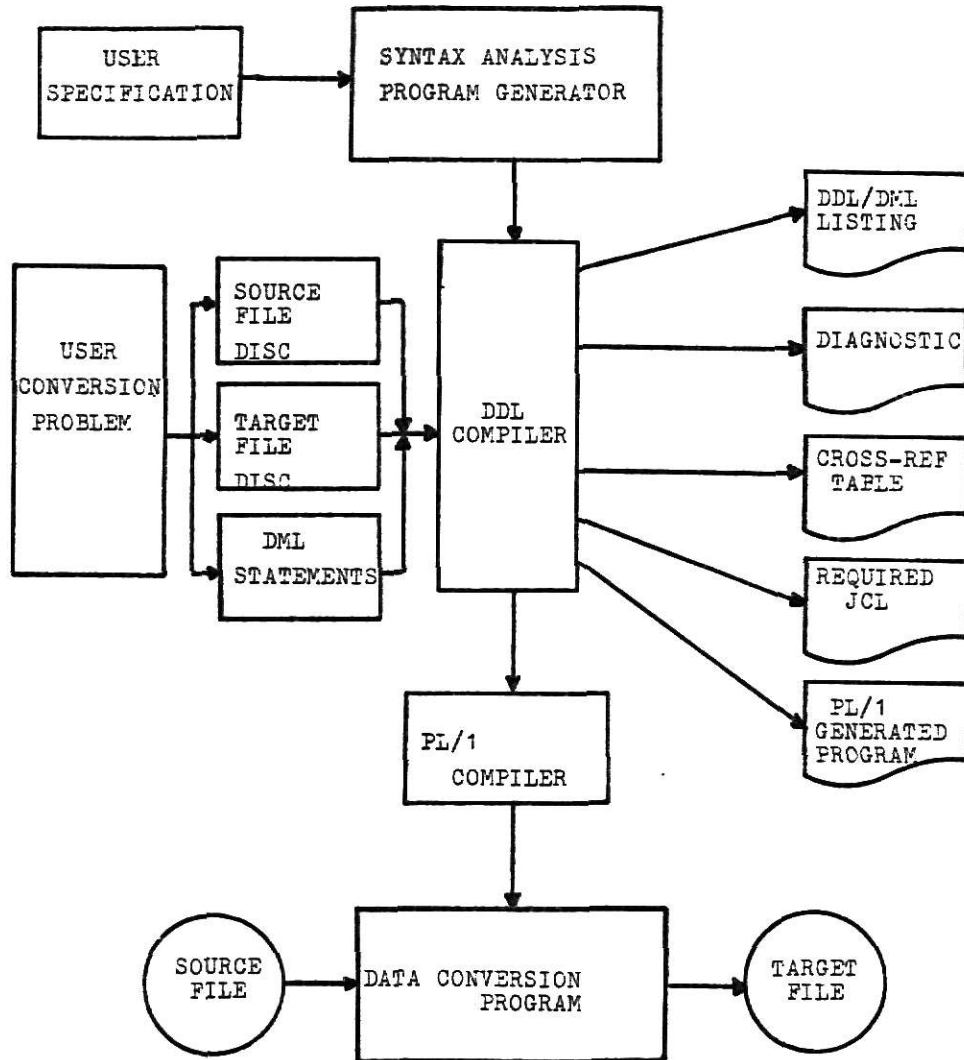 USER
SPECIFICATION
SYNTAX ANALYSIS
PROGRAM GENERATOR
DDL/DML
LISTING
SOURCE
FILE
DISC
USER
CONVERSION
PROBLEM
TARGET
FILE
DISC
DML
STATEMENTS
DDL
COMPILER
DIAGNOSTIC
CROSS-REF
TABLE
REQUIRED
JCL
PL/1
GENERATED
PROGRAM
PL/1
COMPILER
SOURCE
FILE
DATA CONVERSION
PROGRAM
TARGET
FILE